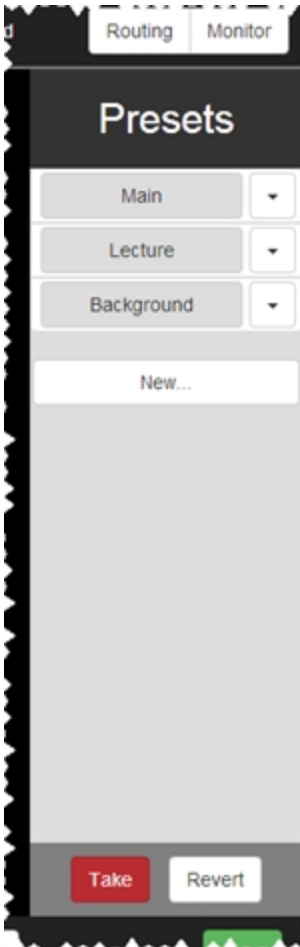 Routing Monitor
Presets
Main
Lecture
Background
New...
Take Revert